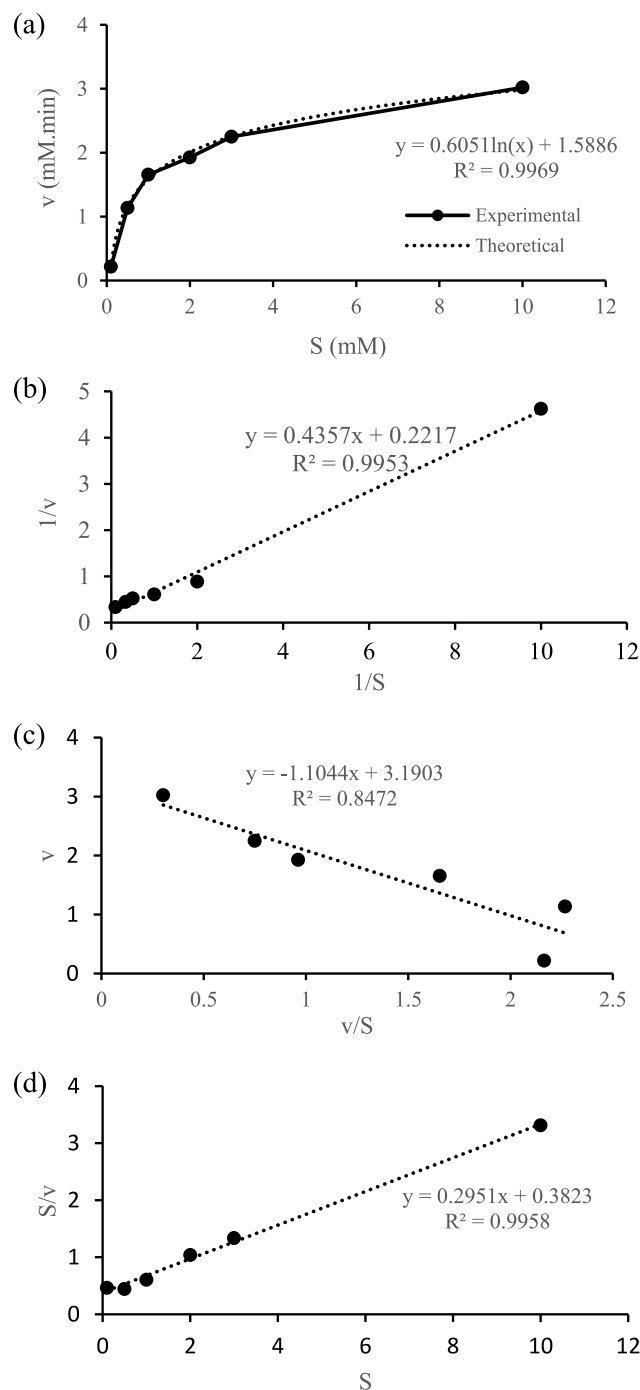 (a)
4
3
2
1
0
v (mM.min)
y = 0.6051ln(x) + 1.5886
R² = 0.9969
Experimental
Theoretical
0 2 4 6 8 10 12
S (mM)
(b)
5
4
3
2
1
0
1/v
y = 0.4357x + 0.2217
R² = 0.9953
0 2 4 6 8 10 12
1/S
(c)
4
3
2
1
0
v
y = -1.1044x + 3.1903
R² = 0.8472
0 0.5 1 1.5 2 2.5
v/S
(d)
4
3
2
1
0
S/v
y = 0.2951x + 0.3823
R² = 0.9958
0 2 4 6 8 10 12
S